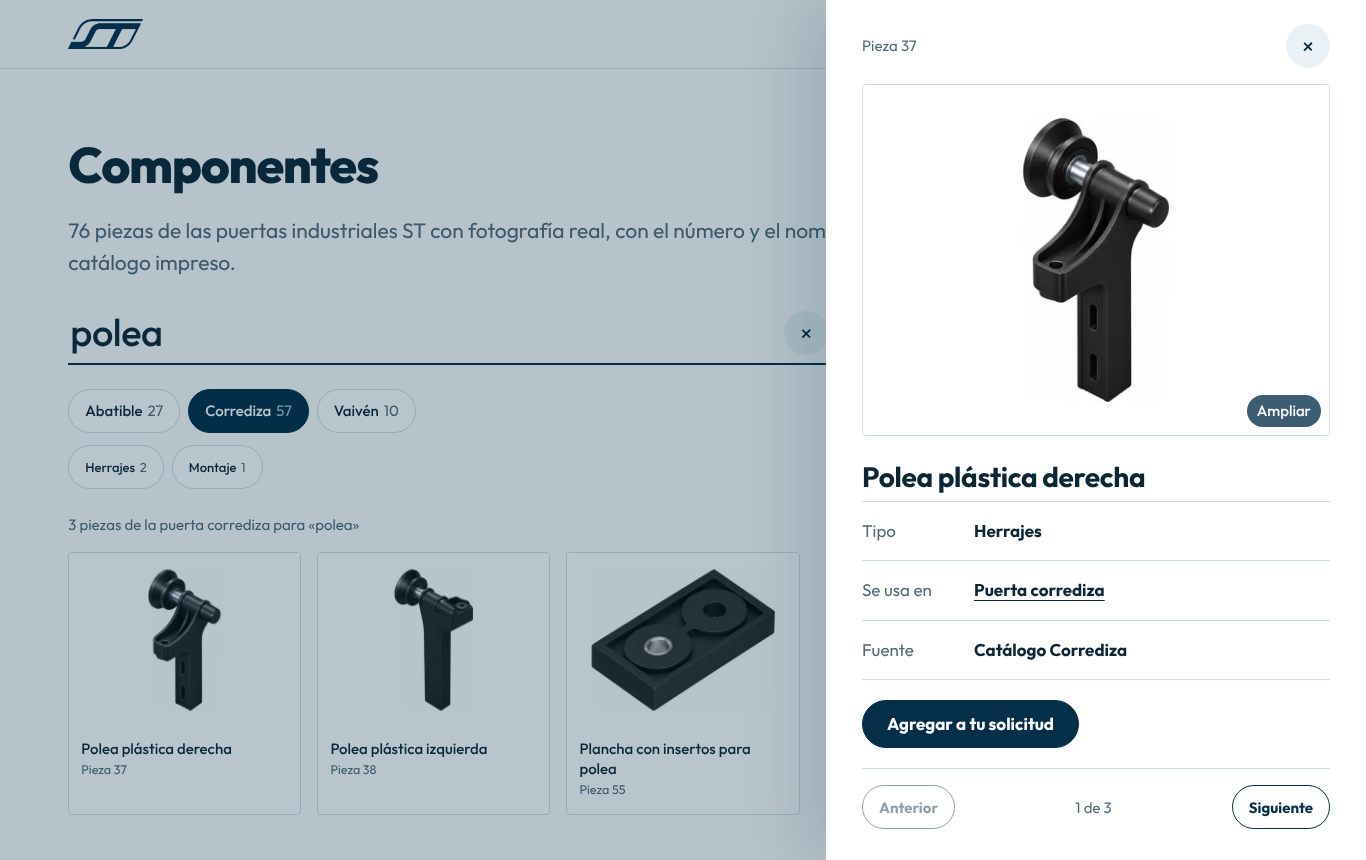 ST
Componentes
76 piezas de las puertas industriales ST con fotografía real, con el número y el nom
catálogo impreso.
polea
×
Abatible 27
Corrediza 57
Vaivén 10
Herrajes 2
Montaje 1
3 piezas de la puerta corrediza para «polea»
Polea plástica derecha
Pieza 37
Polea plástica izquierda
Pieza 38
Plancha con insertos para
polea
Pieza 55
Pieza 37
×
Ampliar
Polea plástica derecha
Tipo Herrajes
Se usa en Puerta corrediza
Fuente Catálogo Corrediza
Agregar a tu solicitud
Anterior
1 de 3
Siguiente